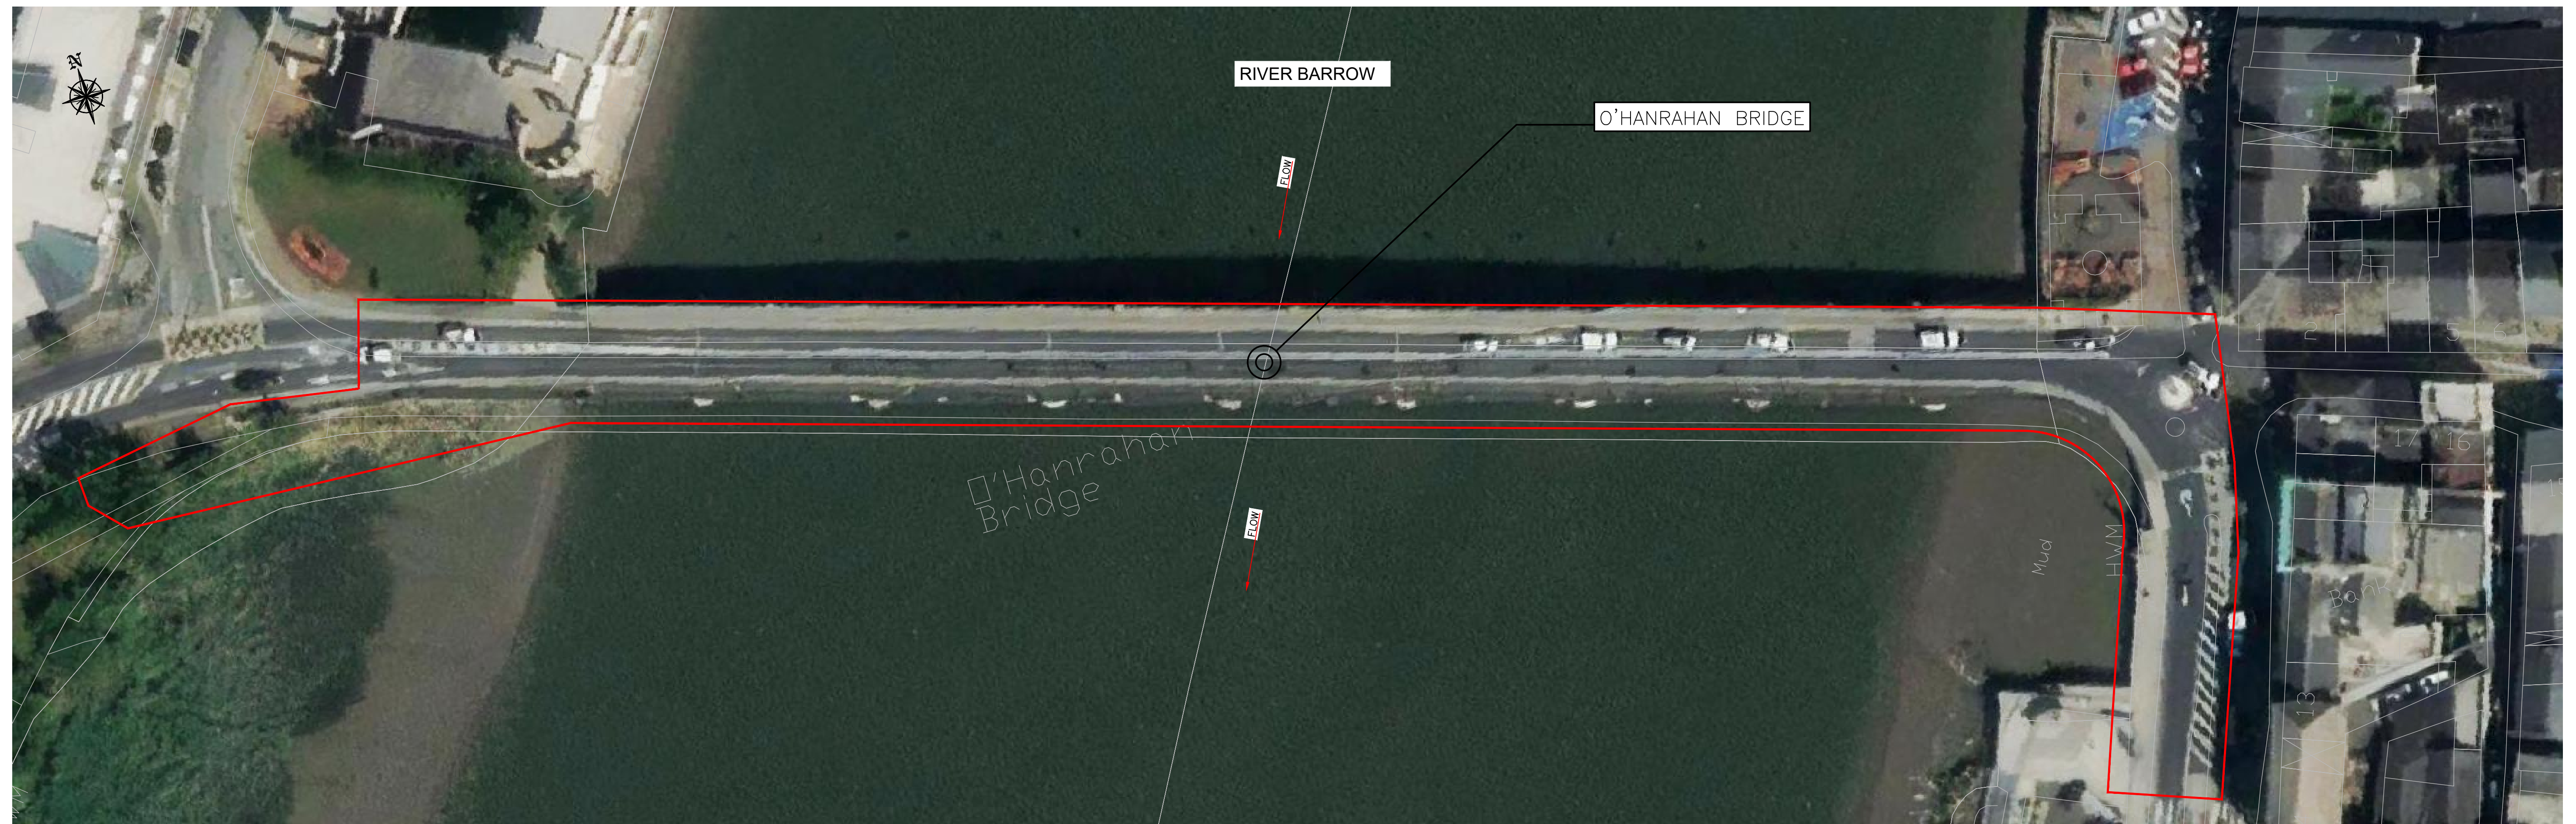 N
RIVER BARROW
O'HANRAHAN BRIDGE
FLOW
1
2
5
6
O'Hanrahan
Bridge
17
16
FLOW
Mud
HWM
Bank
13